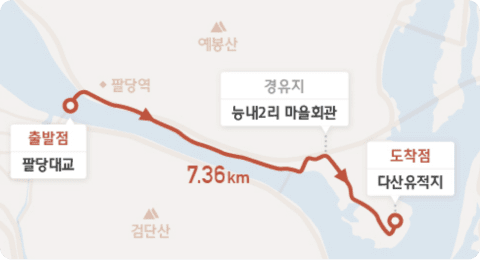 예봉산
팔당역
경유지
능내2리 마을회관
출발점
팔당대교
도착점
다산유적지
7.36km
검단산